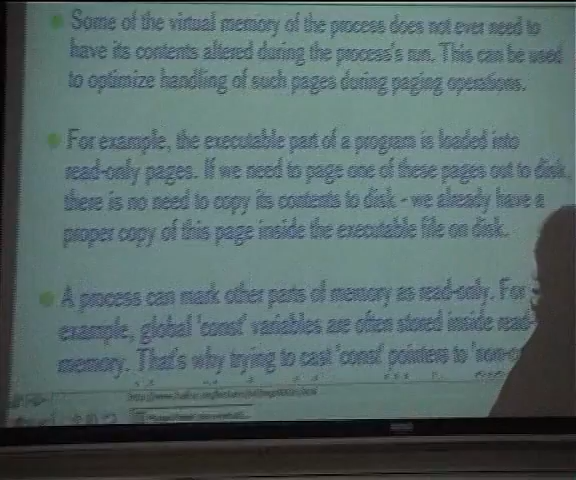 Some of the virtual memory of the process does not ever need to
have its contents altered during the process's run. This can be used
to optimize handling of such pages during paging operations.
For example, the executable part of a program is loaded into
read-only pages. If we need to page one of these pages out to disk,
there is no need to copy its contents to disk - we already have a
proper copy of this page inside the executable file on disk.
A process can mark other parts of memory as read-only. For
example, global 'const' variables are often stored inside read-
memory. That's why trying to cast 'const' pointers to 'non-c